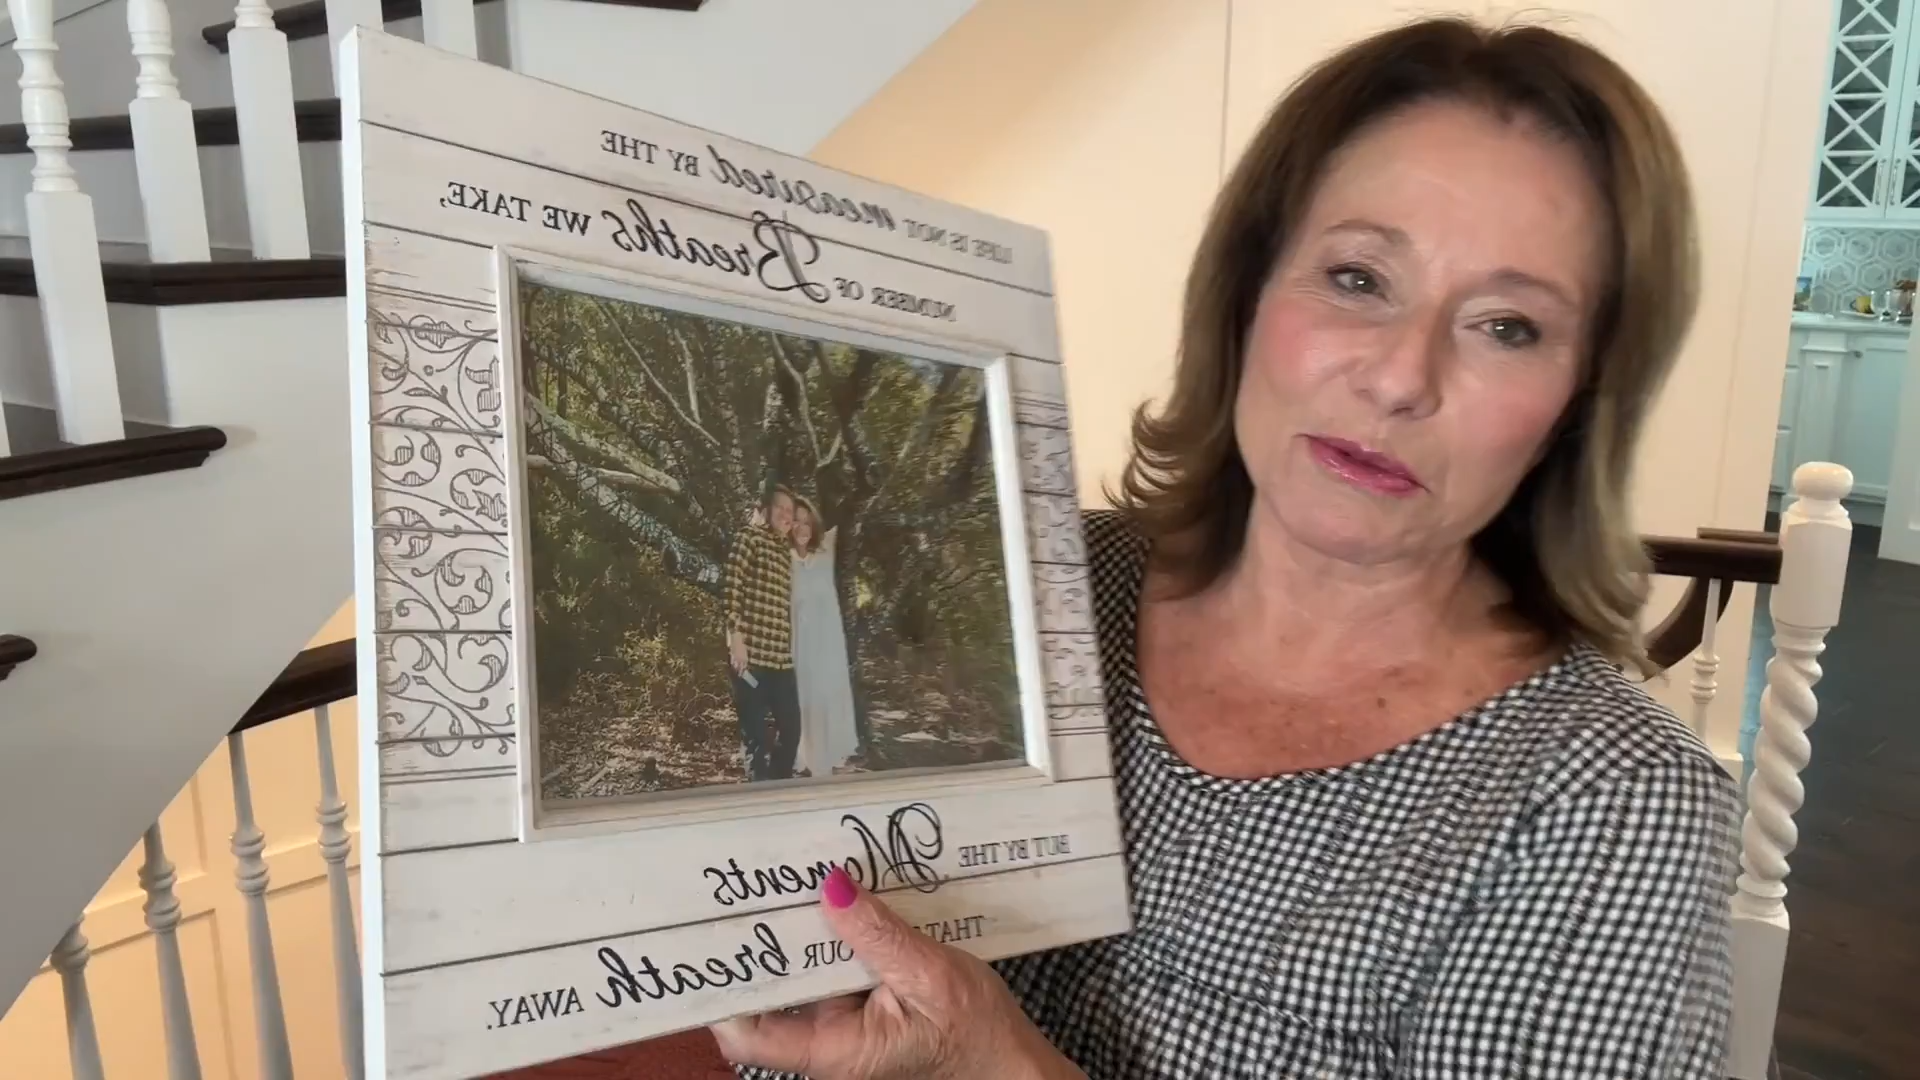 LIFE IS NOT measured BY THE
NUMBER OF Breaths WE TAKE,
BUT BY THE Moments
THAT OUR breath AWAY.